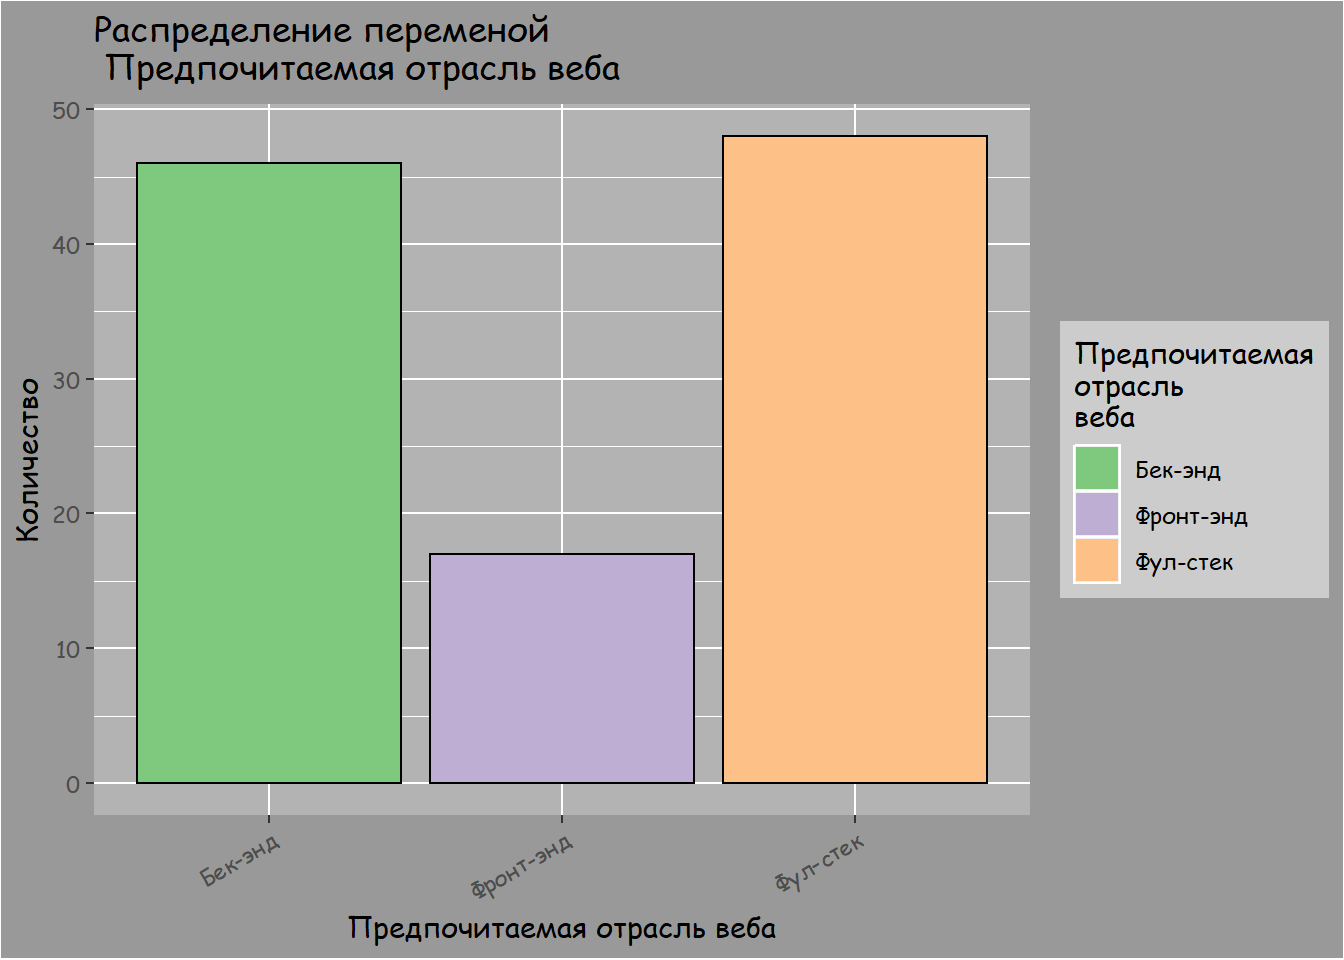 Распределение переменой
Предпочитаемая отрасль веба
50
40
30
20
10
0
Количество
Бек-энд
Фронт-энд
Фул-стек
Предпочитаемая отрасль веба
Предпочитаемая
отрасль
веба
Бек-энд
Фронт-энд
Фул-стек